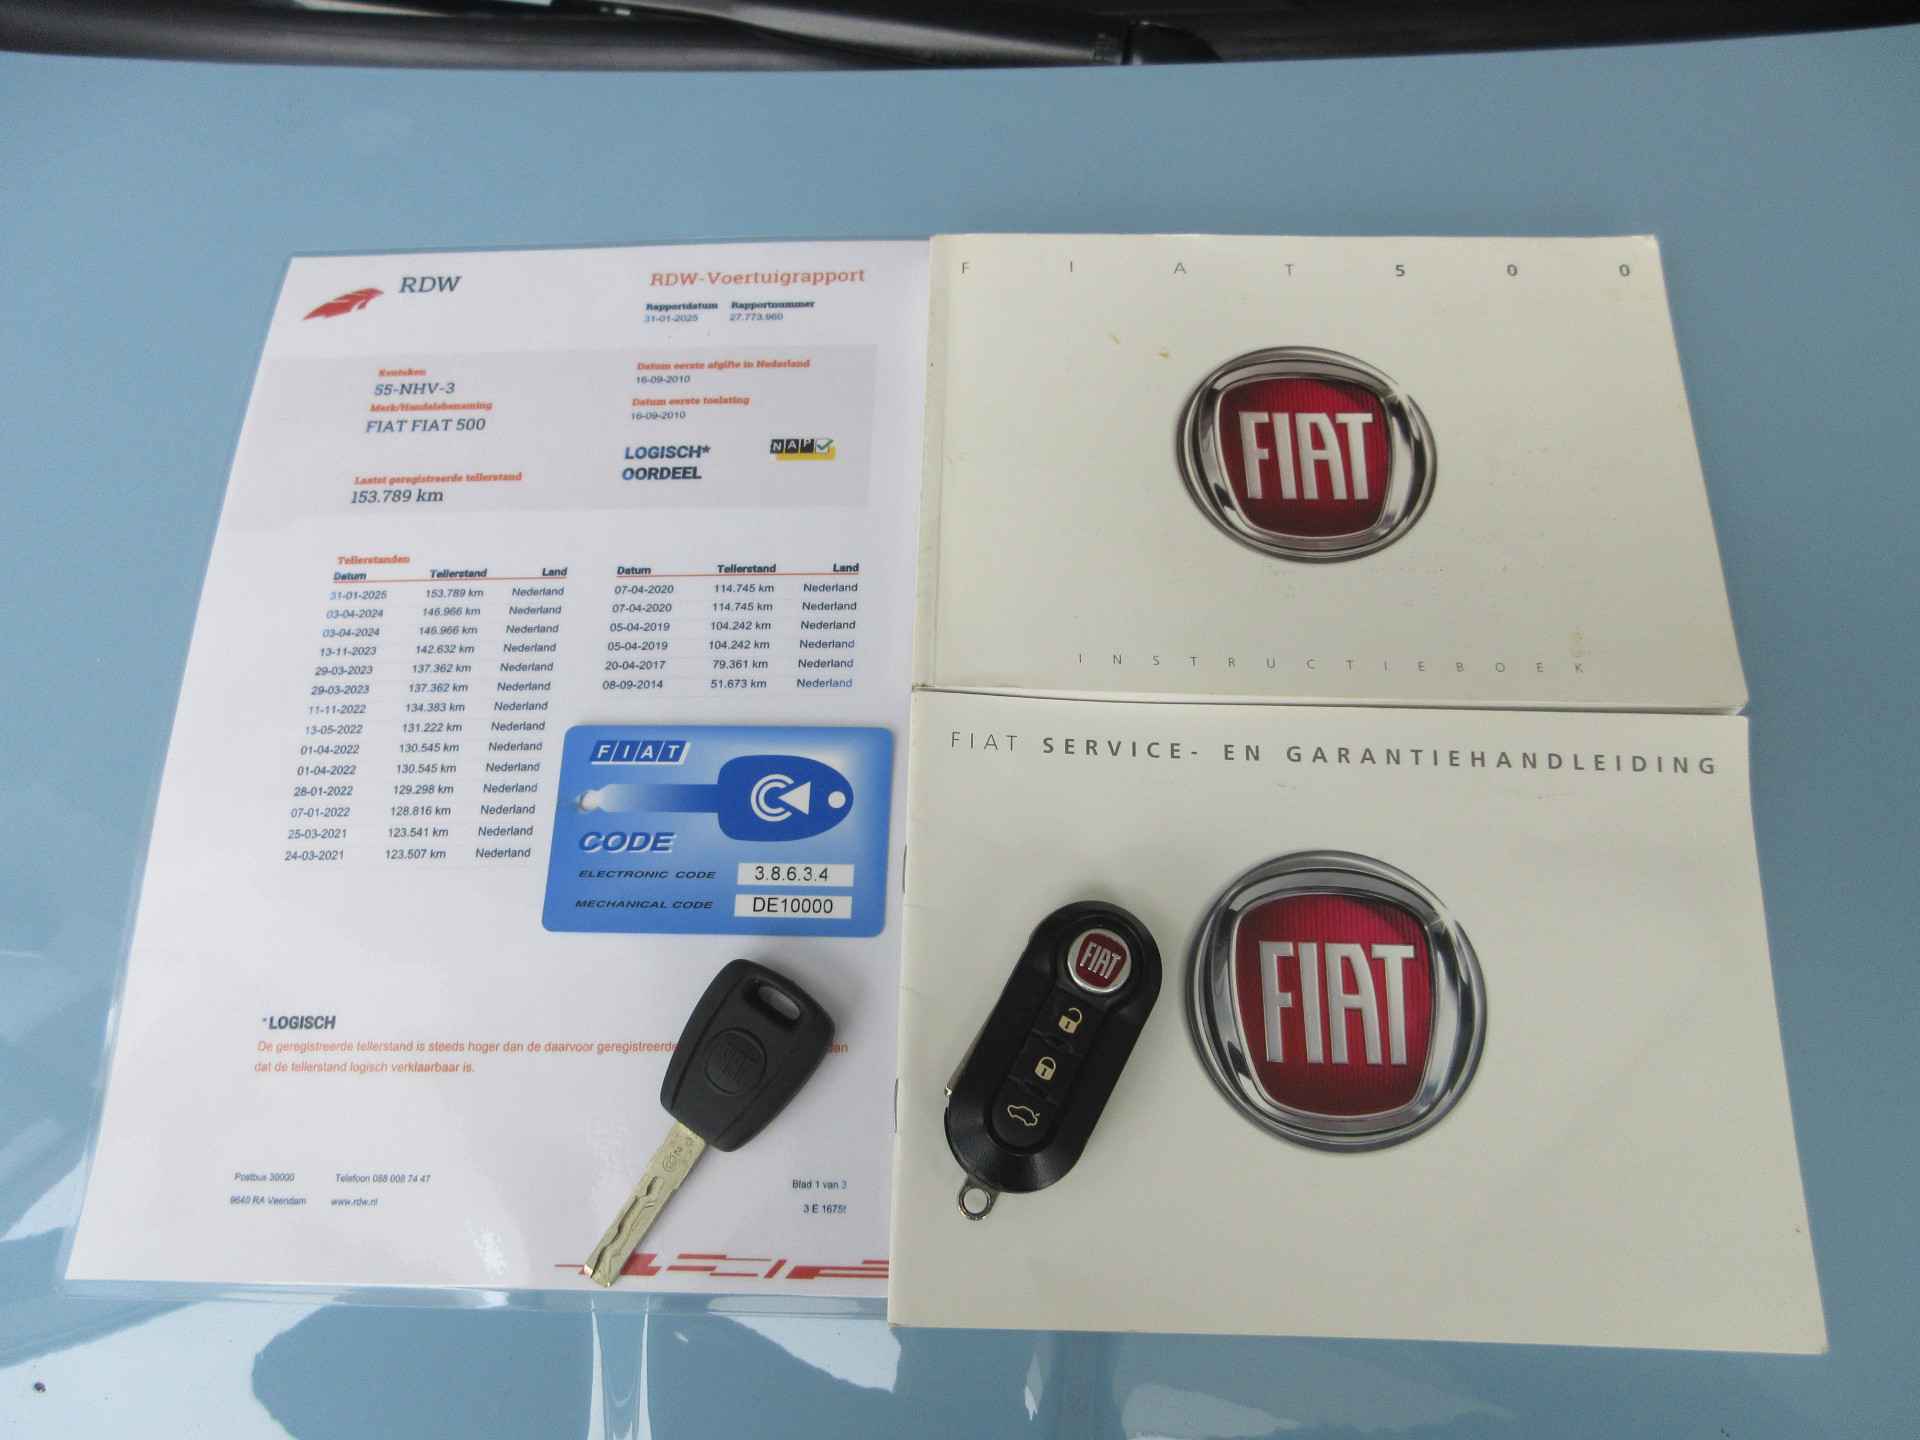 RDW
RDW-Voertuigrapport
Rapportdatum Rapportnummer
31-01-2025 27.773.960
Kenteken
55-NHV-3
Merk/Handelsbenaming
FIAT FIAT 500
Laatst geregistreerde tellerstand
153.789 km
Datum eerste afgifte in Nederland
16-09-2010
Datum eerste toelating
16-09-2010
LOGISCH*
OORDEEL
NAP
Tellerstanden
Datum Tellerstand Land
31-01-2025 153.789 km Nederland
03-04-2024 146.966 km Nederland
03-04-2024 146.966 km Nederland
13-11-2023 142.632 km Nederland
29-03-2023 137.362 km Nederland
29-03-2023 137.362 km Nederland
11-11-2022 134.383 km Nederland
13-05-2022 131.222 km Nederland
01-04-2022 130.545 km Nederland
01-04-2022 130.545 km Nederland
28-01-2022 129.298 km Nederland
07-01-2022 128.816 km Nederland
25-03-2021 123.541 km Nederland
24-03-2021 123.507 km Nederland
Datum Tellerstand Land
07-04-2020 114.745 km Nederland
07-04-2020 114.745 km Nederland
05-04-2019 104.242 km Nederland
05-04-2019 104.242 km Nederland
20-04-2017 79.361 km Nederland
08-09-2014 51.673 km Nederland
FIAT
CODE
ELECTRONIC CODE 3.8.6.3.4
MECHANICAL CODE DE10000
*LOGISCH
De geregistreerde tellerstand is steeds hoger dan de daarvoor geregistreerde
dat de tellerstand logisch verklaarbaar is.
Postbus 30000 Telefoon 088 008 74 47
9640 RA Veendam www.rdw.nl
Blad 1 van 3
3 E 1675!
FIAT
FIAT 500
FIAT
INSTRUCTIEBOEK
FIAT SERVICE- EN GARANTIEHANDLEIDING
FIAT
FIAT